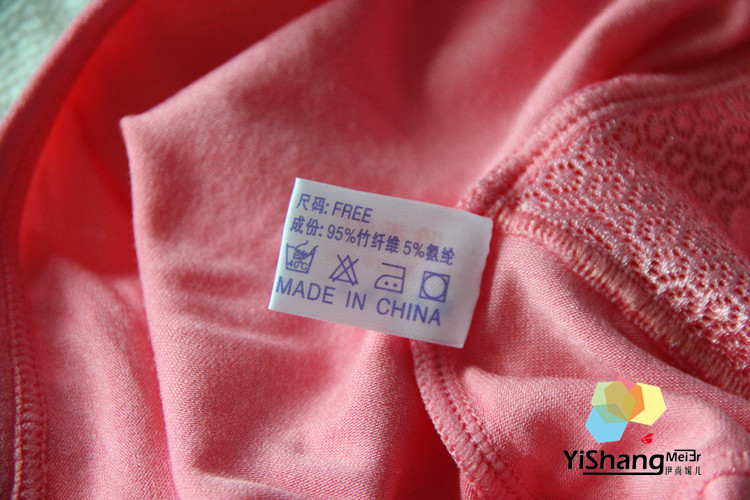 尺码: FREE
成份: 95%竹纤维 5%氨纶
40℃
MADE IN CHINA
YiShang Mei3r
伊尚媚儿